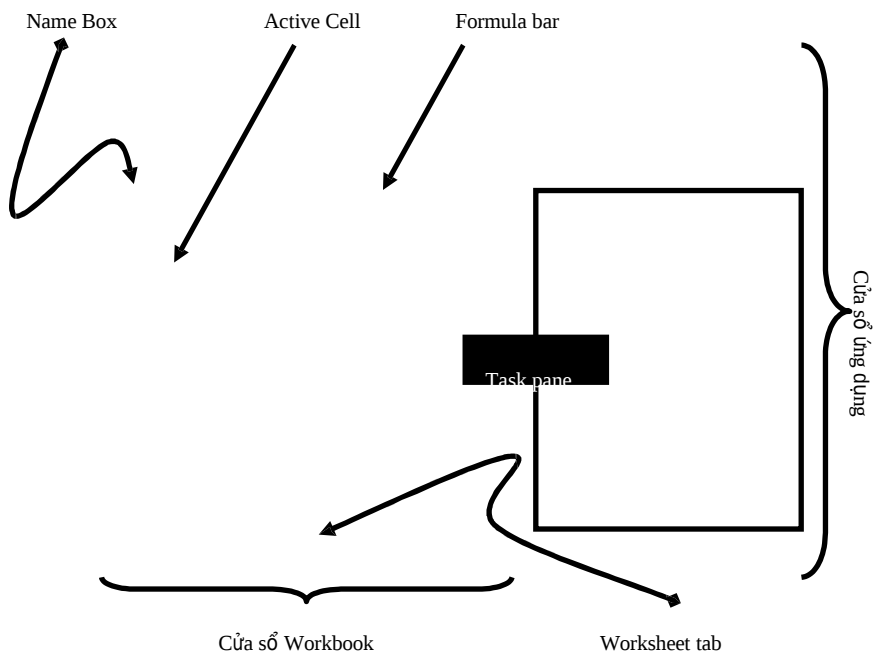 Name Box
Active Cell
Formula bar
Cửa sổ ứng dụng
Task pane
Cửa sổ Workbook
Worksheet tab